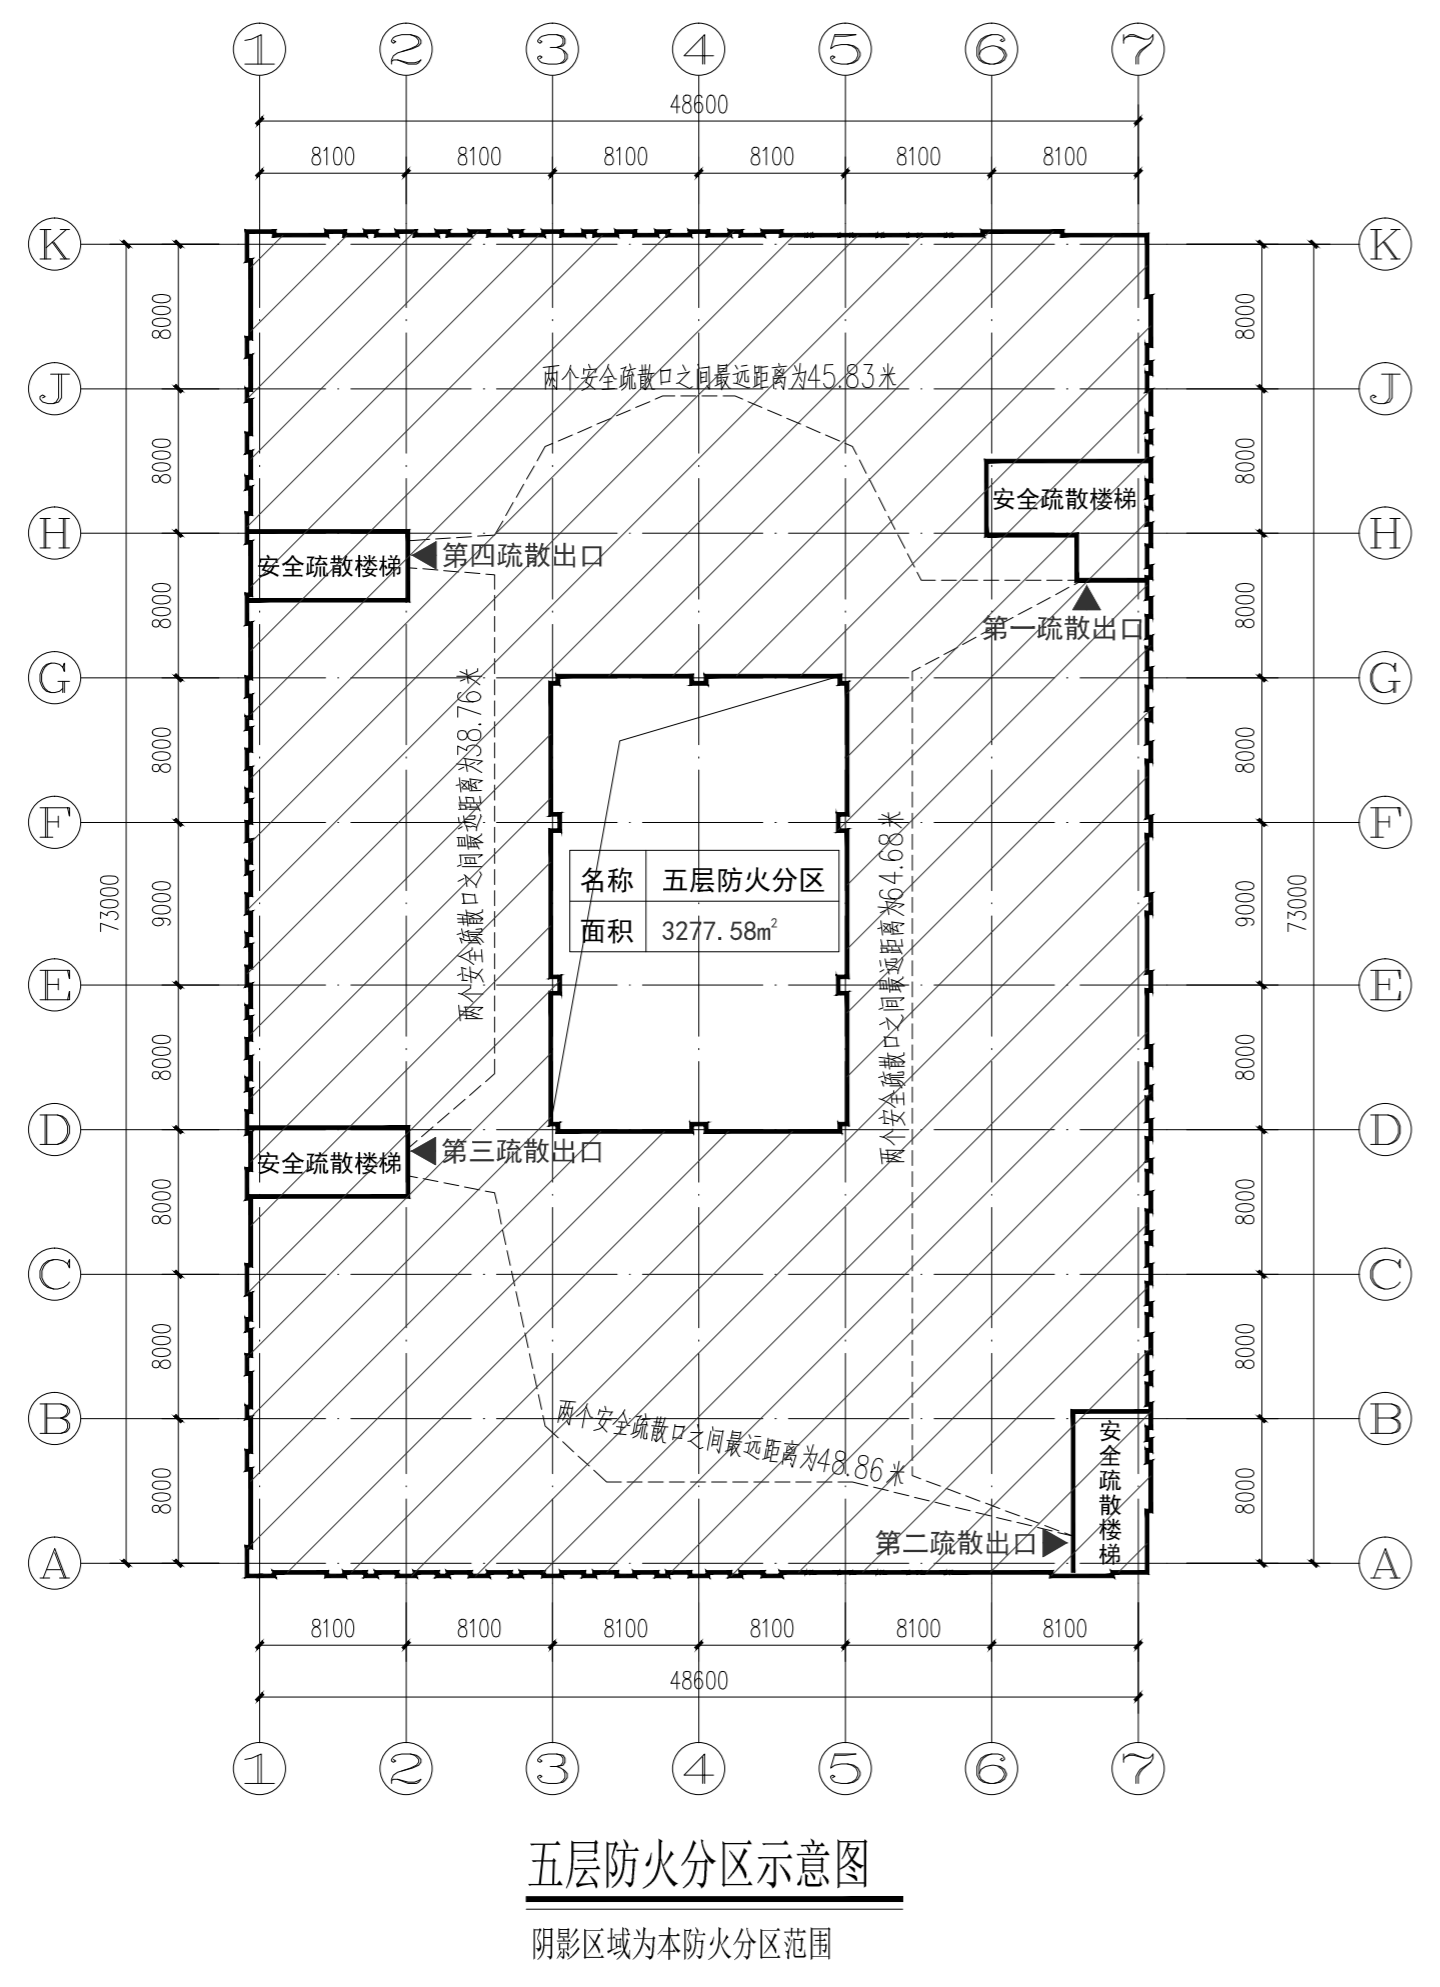 1 2 3 4 5 6 7
48600
8100 8100 8100 8100 8100 8100
K K
8000 8000
J J
两个安全疏散口之间最远距离为45.83米
8000 8000
安全疏散楼梯
H H
第四疏散出口
安全疏散楼梯
8000 8000
第一疏散出口
G G
两个安全疏散口之间最远距离为38.76米
8000 8000
F F
两个安全疏散口之间最远距离为64.68米
名称 五层防火分区
73000 9000 9000 73000
面积 3277.58m²
E E
8000 8000
D D
第三疏散出口
安全疏散楼梯
8000 8000
C C
8000 8000
B B
两个安全疏散口之间最远距离为48.86米
安全疏散楼梯
8000 8000
第二疏散出口
A A
8100 8100 8100 8100 8100 8100
48600
1 2 3 4 5 6 7
五层防火分区示意图
阴影区域为本防火分区范围